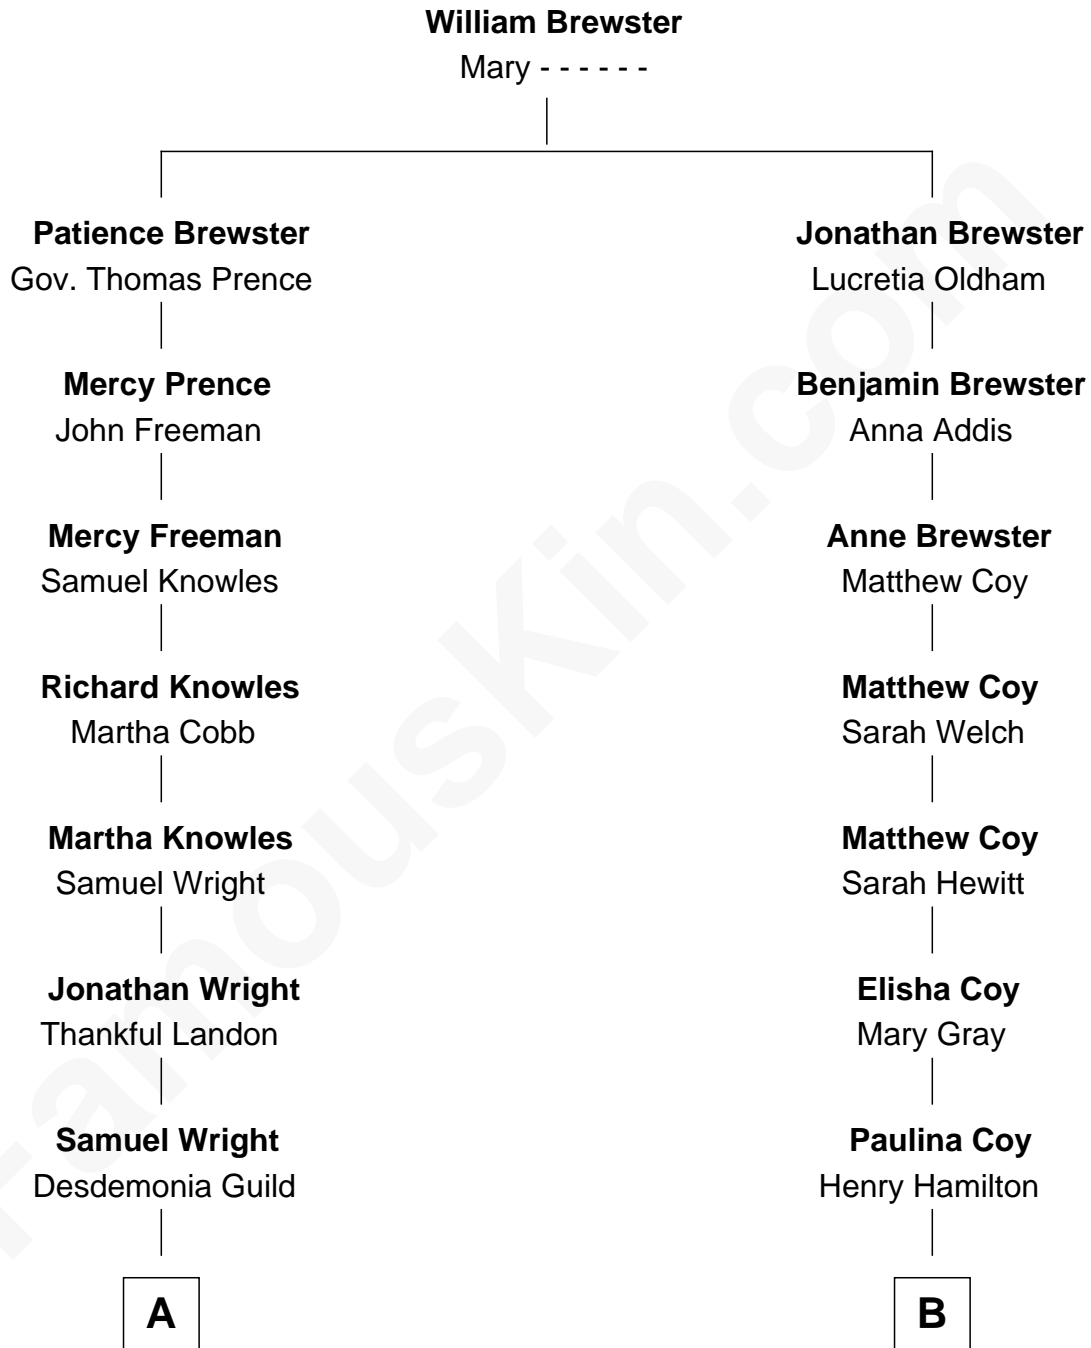 William Brewster
Mary - - - - - -
Patience Brewster
Gov. Thomas Prence
Jonathan Brewster
Lucretia Oldham
Mercy Prence
John Freeman
Benjamin Brewster
Anna Addis
Mercy Freeman
Samuel Knowles
Anne Brewster
Matthew Coy
Richard Knowles
Martha Cobb
Matthew Coy
Sarah Welch
Martha Knowles
Samuel Wright
Matthew Coy
Sarah Hewitt
Jonathan Wright
Thankful Landon
Elisha Coy
Mary Gray
Samuel Wright
Desdemonia Guild
Paulina Coy
Henry Hamilton
A
B
FamousKin.com